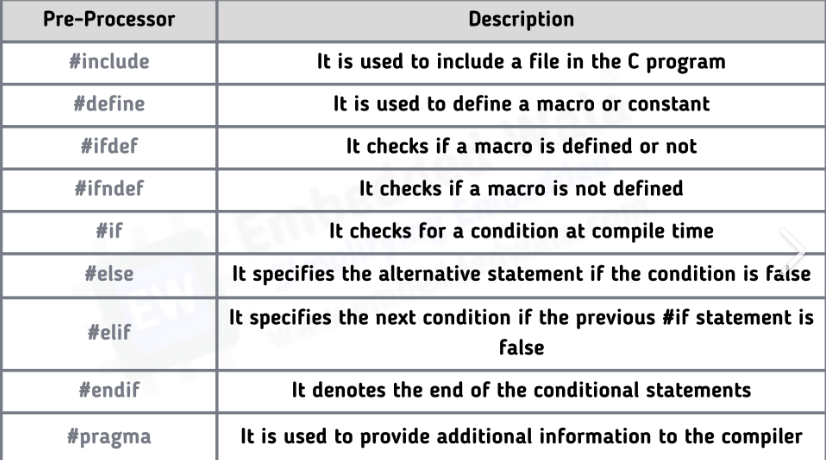 Pre-Processor Description
#include It is used to include a file in the C program
#define It is used to define a macro or constant
#ifdef It checks if a macro is defined or not
#ifndef It checks if a macro is not defined
#if It checks for a condition at compile time
#else It specifies the alternative statement if the condition is false
#elif It specifies the next condition if the previous #if statement is
false
#endif It denotes the end of the conditional statements
#pragma It is used to provide additional information to the compiler
EW
Embedded Wala